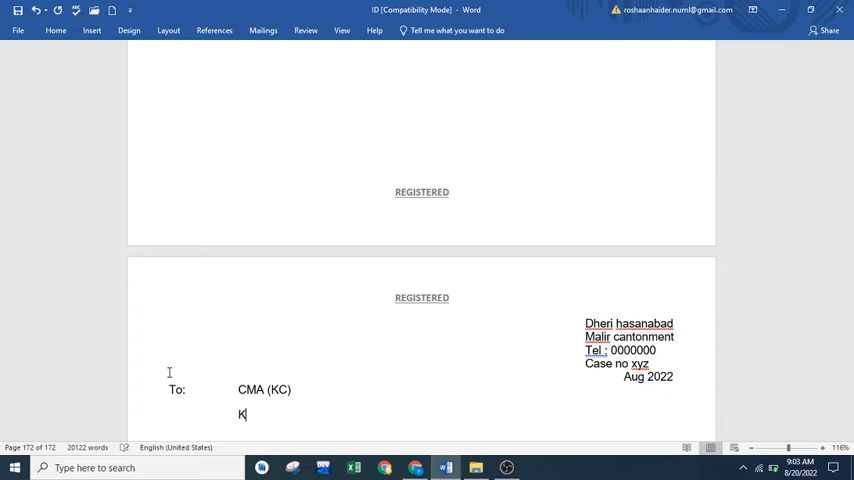 ID [Compatibility Mode] - Word
roshaanhaider.numl@gmail.com
File Home Insert Design Layout References Mailings Review View Help Tell me what you want to do Share
REGISTERED
REGISTERED
Dheri hasanabad
Malir cantonment
Tel : 0000000
Case no xyz
Aug 2022
To: CMA (KC)
K
Page 172 of 172 20122 words English (United States) 116%
Type here to search
9:03 AM
8/20/2022